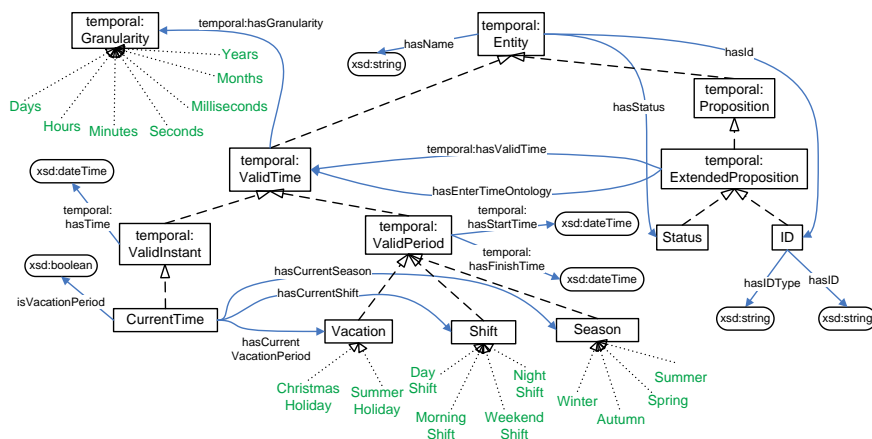 temporal:
Granularity
temporal:hasGranularity
Years
Months
Milliseconds
Days
Hours
Minutes
Seconds
temporal:
Entity
hasName
xsd:string
hasId
hasStatus
temporal:
Proposition
temporal:
ValidTime
temporal:hasValidTime
hasEnterTimeOntology
temporal:
ExtendedProposition
xsd:dateTime
temporal:
hasTime
temporal:
ValidInstant
temporal:
ValidPeriod
temporal:
hasStartTime
xsd:dateTime
temporal:
hasFinishTime
xsd:dateTime
Status
ID
hasIDType
hasID
xsd:string
xsd:string
xsd:boolean
isVacationPeriod
CurrentTime
hasCurrentSeason
hasCurrentShift
hasCurrent
VacationPeriod
Vacation
Shift
Season
Christmas
Holiday
Summer
Holiday
Day
Shift
Morning
Shift
Weekend
Shift
Night
Shift
Winter
Autumn
Spring
Summer